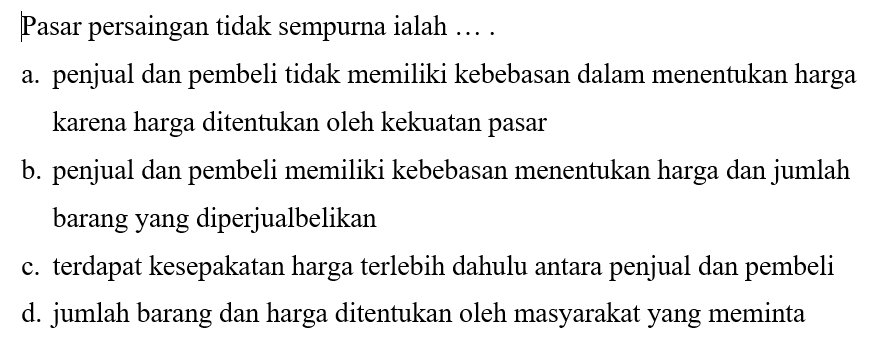 Pasar persaingan tidak sempurna ialah … .
a. penjual dan pembeli tidak memiliki kebebasan dalam menentukan harga
karena harga ditentukan oleh kekuatan pasar
b. penjual dan pembeli memiliki kebebasan menentukan harga dan jumlah
barang yang diperjualbelikan
c. terdapat kesepakatan harga terlebih dahulu antara penjual dan pembeli
d. jumlah barang dan harga ditentukan oleh masyarakat yang meminta